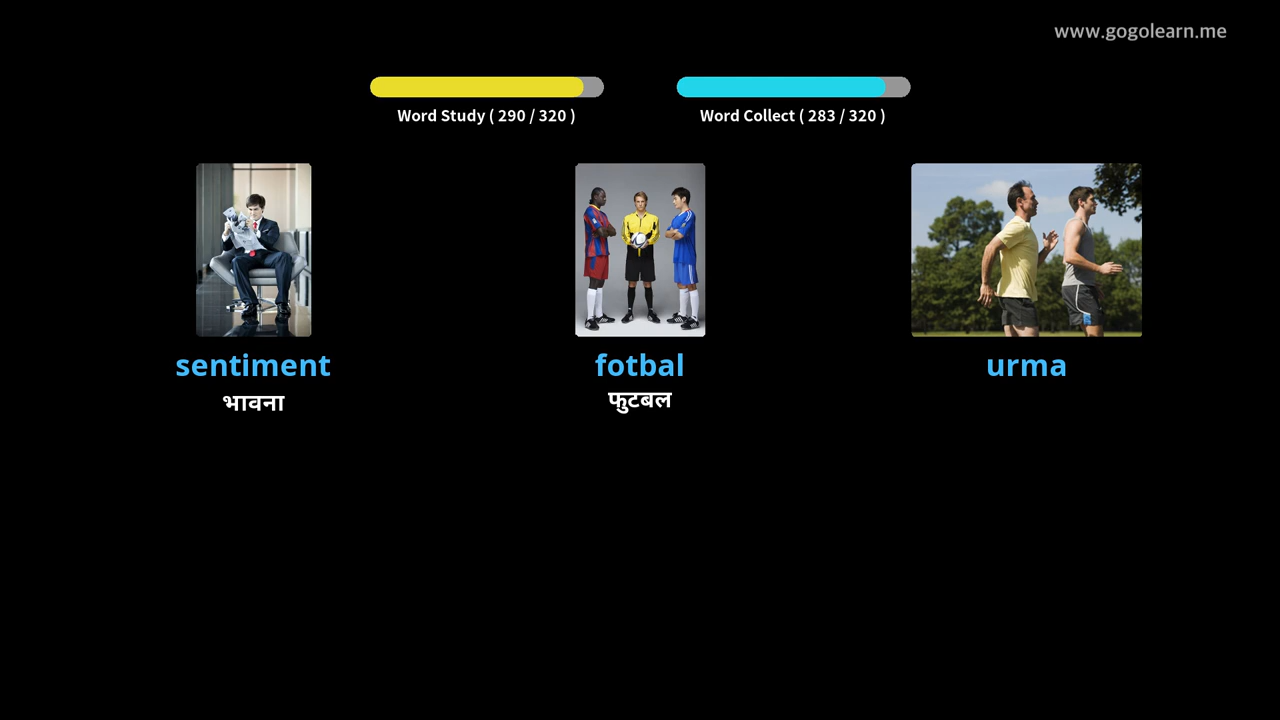 www.gogolearn.me
Word Study ( 290 / 320 )
Word Collect ( 283 / 320 )
sentiment
भावना
fotbal
फुटबल
urma